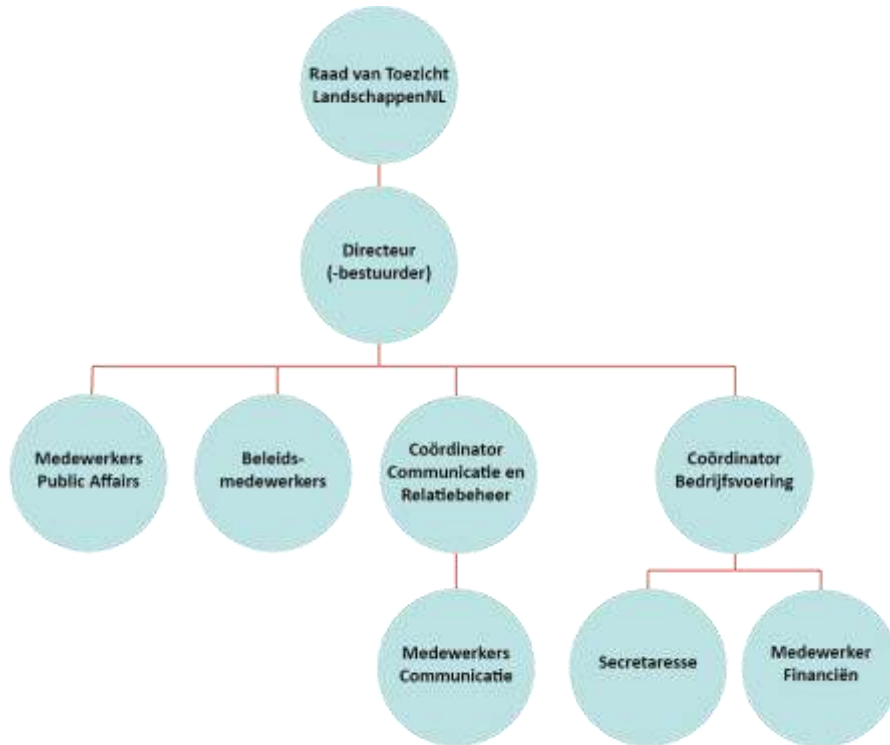 Raad van Toezicht
LandschappenNL
Directeur
(-bestuurder)
Medewerkers
Public Affairs
Beleids-
medewerkers
Coördinator
Communicatie en
Relatiebeheer
Coördinator
Bedrijfsvoering
Medewerkers
Communicatie
Secretaresse
Medewerker
Financiën